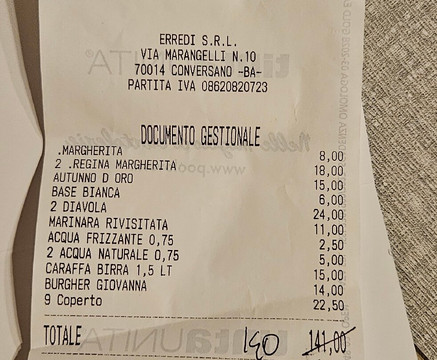 ERREDI S.R.L.
VIA MARANGELLI N.10
70014 CONVERSANO -BA-
PARTITA IVA 08620820723
DOCUMENTO GESTIONALE
.MARGHERITA 8,00
2 .REGINA MARGHERITA 18,00
AUTUNNO D ORO 15,00
BASE BIANCA 6,00
2 DIAVOLA 24,00
MARINARA RIVISITATA 11,00
ACQUA FRIZZANTE 0,75 2,50
2 ACQUA NATURALE 0,75 5,00
CARAFFA BIRRA 1,5 LT 15,00
BURGHER GIOVANNA 14,00
9 Coperto 22,50
TOTALE 140 141,00